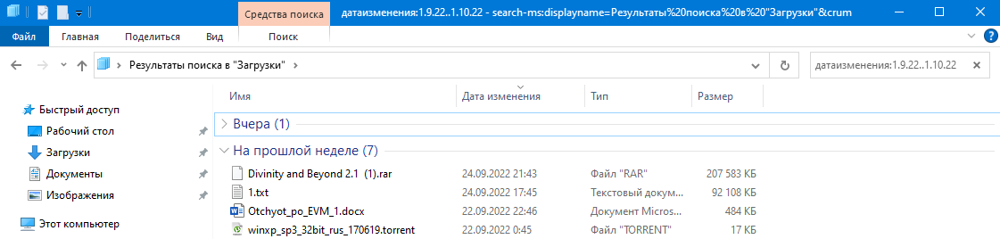 Средства поиска
датаизменения:1.9.22..1.10.22 - search-ms:displayname=Результаты%20поиска%20в%20"Загрузки"&crum
Файл Главная Поделиться Вид Поиск
Результаты поиска в "Загрузки"
датаизменения:1.9.22..1.10.22
Имя Дата изменения Тип Размер
Быстрый доступ
Рабочий стол
Загрузки
Документы
Изображения
Этот компьютер
Вчера (1)
На прошлой неделе (7)
Divinity and Beyond 2.1 (1).rar 24.09.2022 21:43 Файл "RAR" 207 583 КБ
1.txt 24.09.2022 17:45 Текстовый докум... 92 108 КБ
Otchyot_po_EVM_1.docx 22.09.2022 22:46 Документ Micros... 484 КБ
winxp_sp3_32bit_rus_170619.torrent 22.09.2022 0:45 Файл "TORRENT" 17 КБ